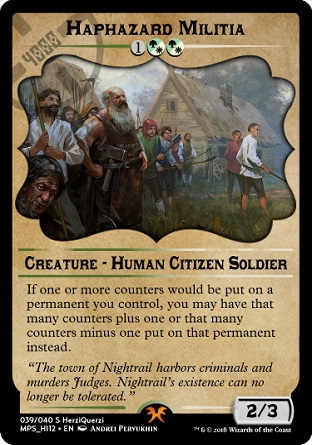 Haphazard Militia
1
Creature - Human Citizen Soldier
If one or more counters would be put on a
permanent you control, you may have that
many counters plus one or that many
counters minus one put on that permanent
instead.
“The town of Nightrail harbors criminals and
murders Judges. Nightrail's existence can no
longer be tolerated.”
2/3
039/040 S HerziQuerzi
MPS_HI12 • EN Andrei Pervukhin
™ & © 2018 Wizards of the Coast